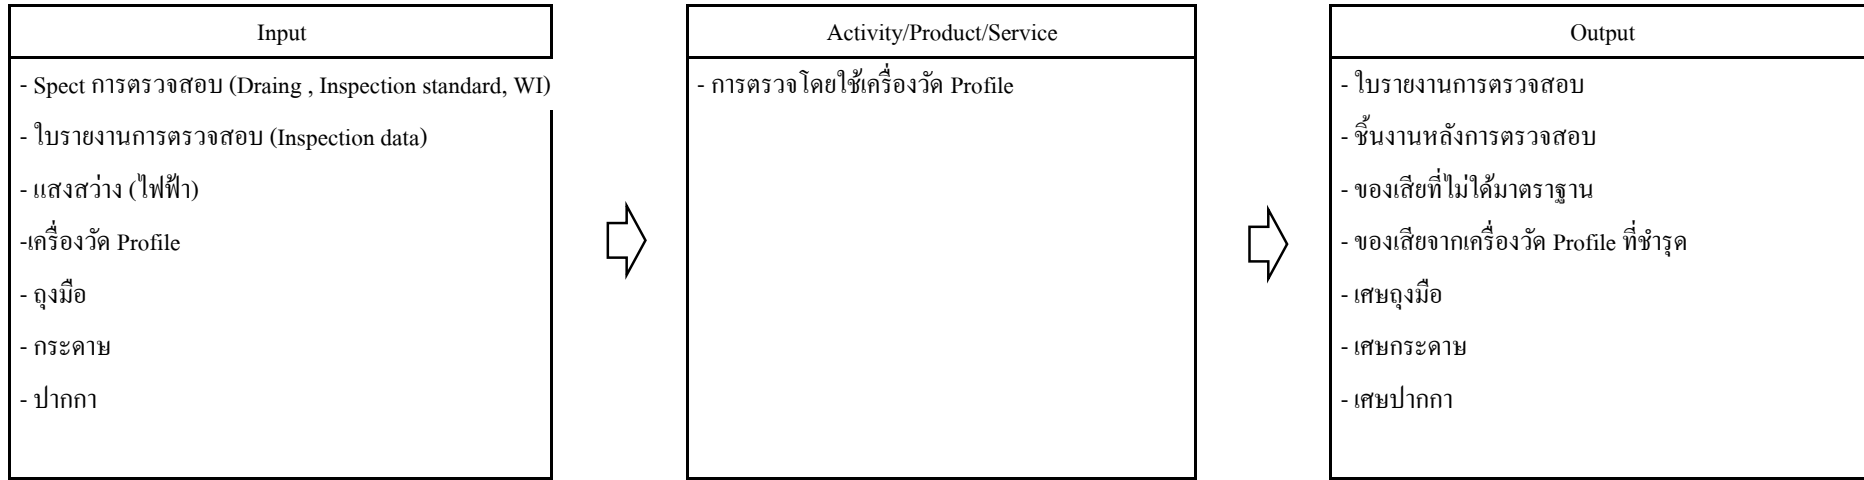 Input
- Spect การตรวจสอบ (Draing , Inspection standard, WI)
- ใบรายงานการตรวจสอบ (Inspection data)
- แสงสว่าง (ไฟฟ้า)
-เครื่องวัด Profile
- ถุงมือ
- กระดาษ
- ปากกา
Activity/Product/Service
- การตรวจโดยใช้เครื่องวัด Profile
Output
- ใบรายงานการตรวจสอบ
- ชิ้นงานหลังการตรวจสอบ
- ของเสียที่ไม่ใด้มาตราฐาน
- ของเสียจากเครื่องวัด Profile ที่ชำรุด
- เศษถุงมือ
- เศษกระดาษ
- เศษปากกา